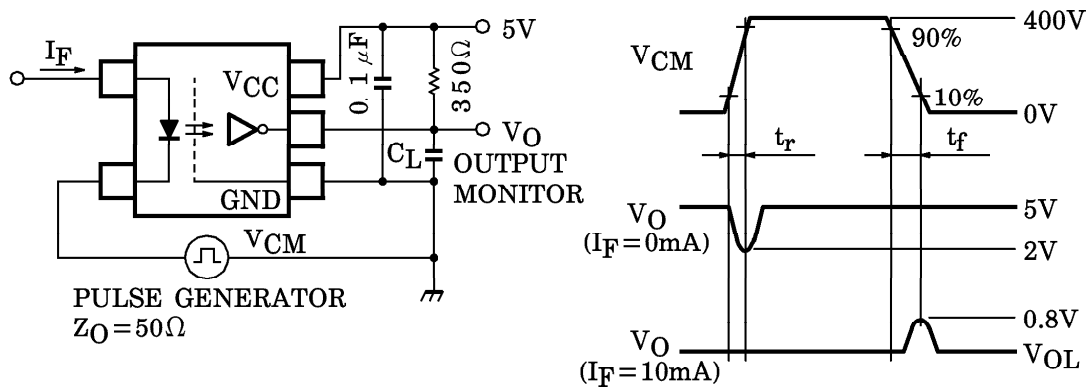 IF
VCC
GND
0.1μF
350Ω
5V
VO
OUTPUT
MONITOR
CL
VCM
PULSE GENERATOR
ZO=50Ω
VCM
400V
90%
10%
0V
tr
tf
VO
(IF=0mA)
5V
2V
0.8V
VO
(IF=10mA)
VOL